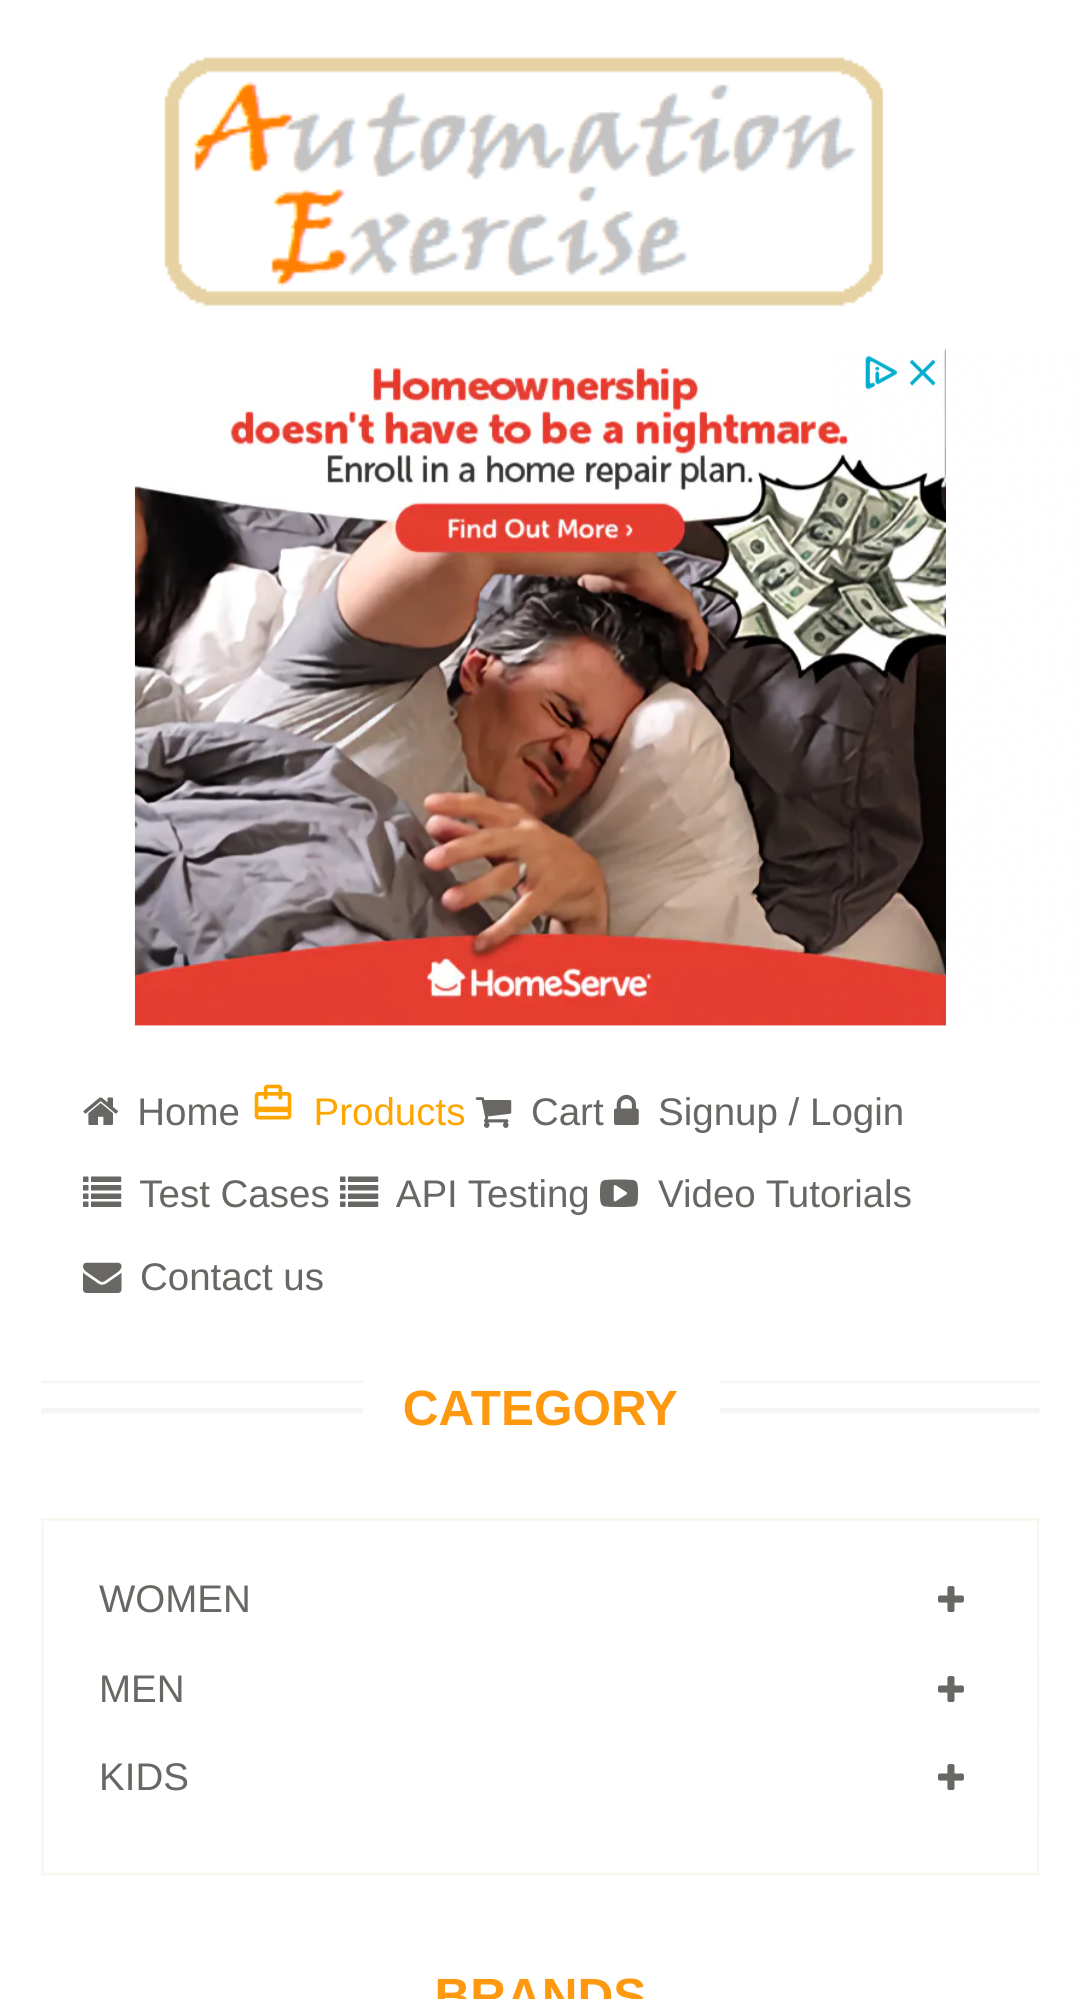 Automation
Exercise
Homeownership
doesn't have to be a nightmare.
Enroll in a home repair plan.
Find Out More ›
HomeServe
Home Products Cart Signup / Login
Test Cases API Testing Video Tutorials
Contact us
CATEGORY
WOMEN
MEN
KIDS
BRANDS